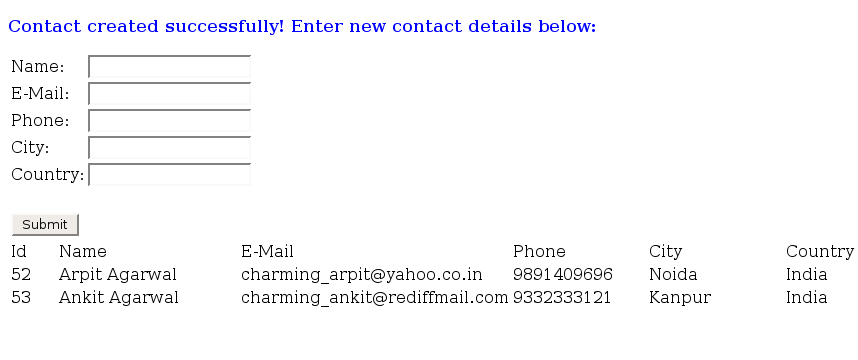 Contact created successfully! Enter new contact details below:
Name:
E-Mail:
Phone:
City:
Country:
Submit
Id Name E-Mail Phone City Country
52 Arpit Agarwal charming_arpit@yahoo.co.in 9891409696 Noida India
53 Ankit Agarwal charming_ankit@rediffmail.com 9332333121 Kanpur India